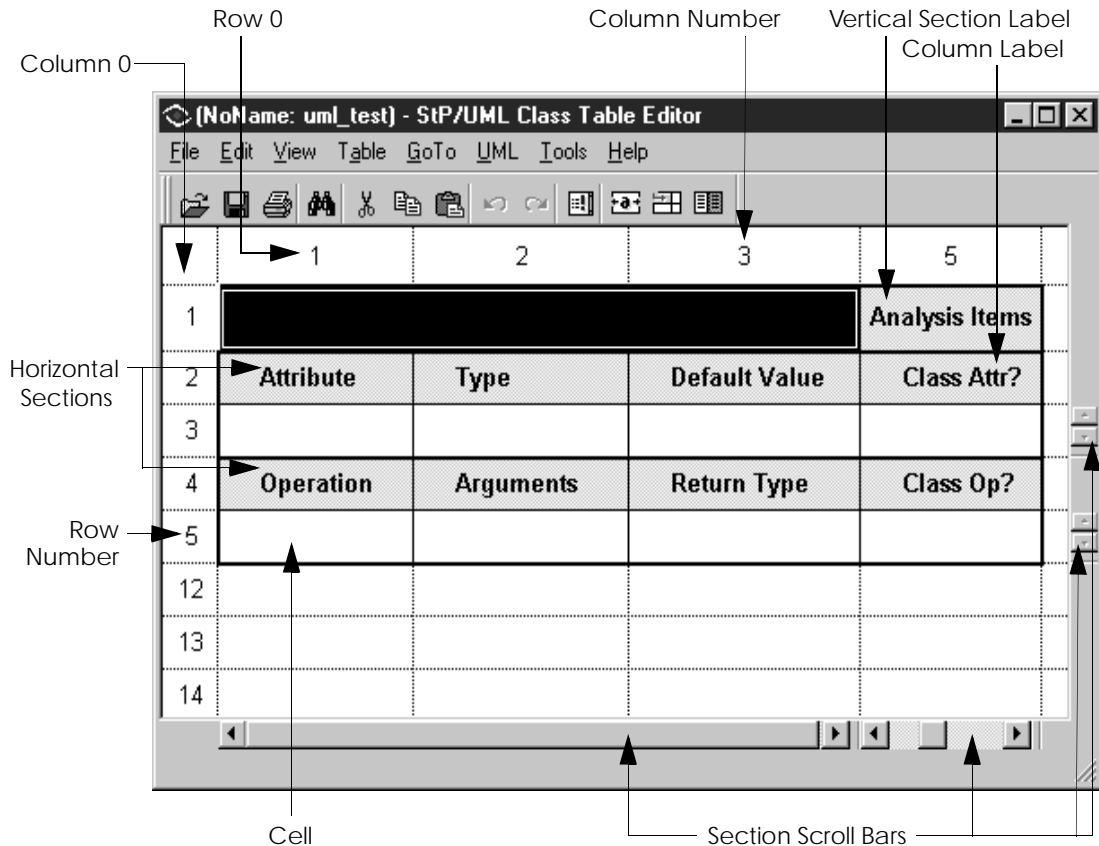 Row 0
Column Number
Vertical Section Label
Column Label
Column 0
(NoName: uml_test) - StP/UML Class Table Editor
File Edit View Table GoTo UML Tools Help
1 2 3 5
1 Analysis Items
Horizontal
Sections
2 Attribute Type Default Value Class Attr?
3
4 Operation Arguments Return Type Class Op?
Row
Number
5
12
13
14
Cell
Section Scroll Bars